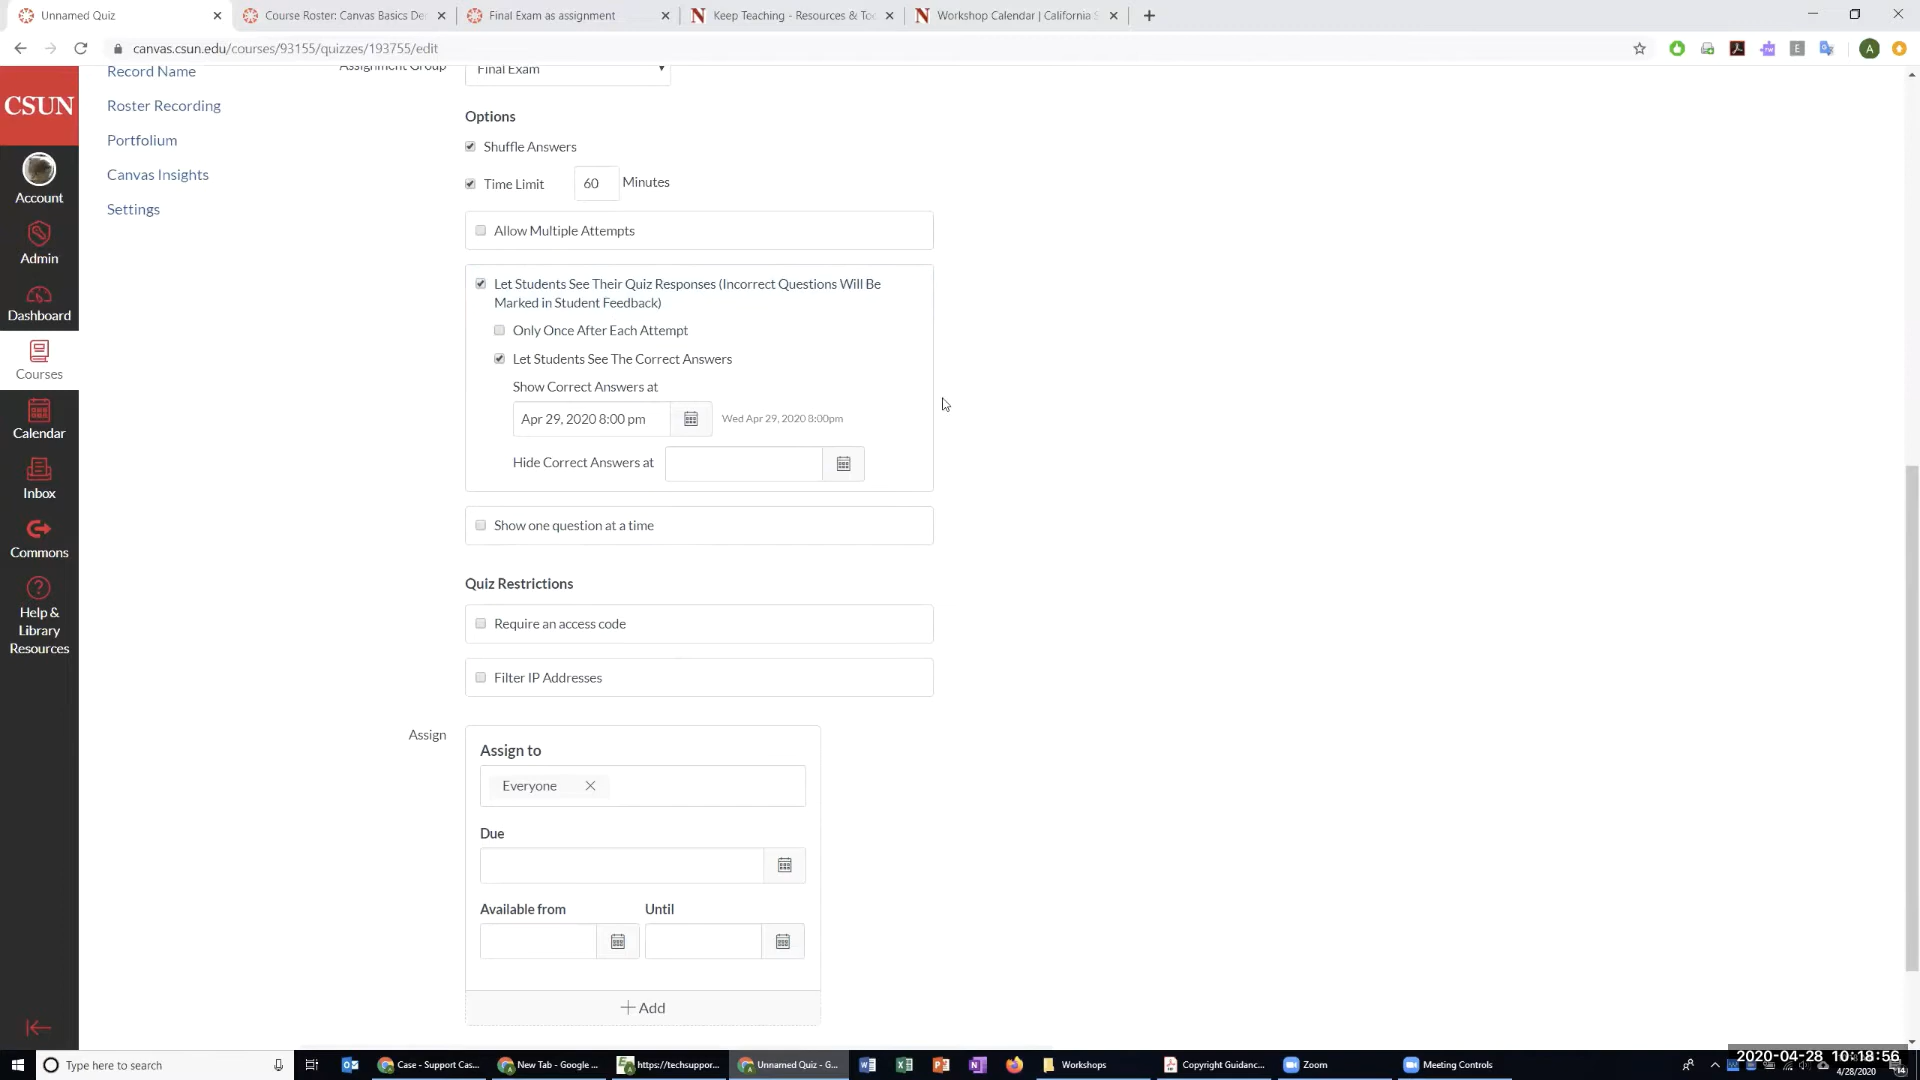 Unnamed Quiz
Course Roster: Canvas Basics De
Final Exam as assignment
Keep Teaching - Resources & Too
Workshop Calendar | California S
canvas.csun.edu/courses/93155/quizzes/193755/edit
A
CSUN
Account
Admin
Dashboard
Courses
Calendar
Inbox
Commons
Help &
Library
Resources
Record Name
Roster Recording
Portfolium
Canvas Insights
Settings
Assignment Group
Final Exam
Options
Shuffle Answers
Time Limit 60 Minutes
Allow Multiple Attempts
Let Students See Their Quiz Responses (Incorrect Questions Will Be
Marked in Student Feedback)
Only Once After Each Attempt
Let Students See The Correct Answers
Show Correct Answers at
Apr 29, 2020 8:00 pm Wed Apr 29, 2020 8:00pm
Hide Correct Answers at
Show one question at a time
Quiz Restrictions
Require an access code
Filter IP Addresses
Assign
Assign to
Everyone
Due
Available from Until
Add
Type here to search
Case - Support Cas...
New Tab - Google ...
https://techsuppor...
Unnamed Quiz - G...
Workshops
Copyright Guidanc...
Zoom
Meeting Controls
2020-04-28 10:18:56
4/28/2020